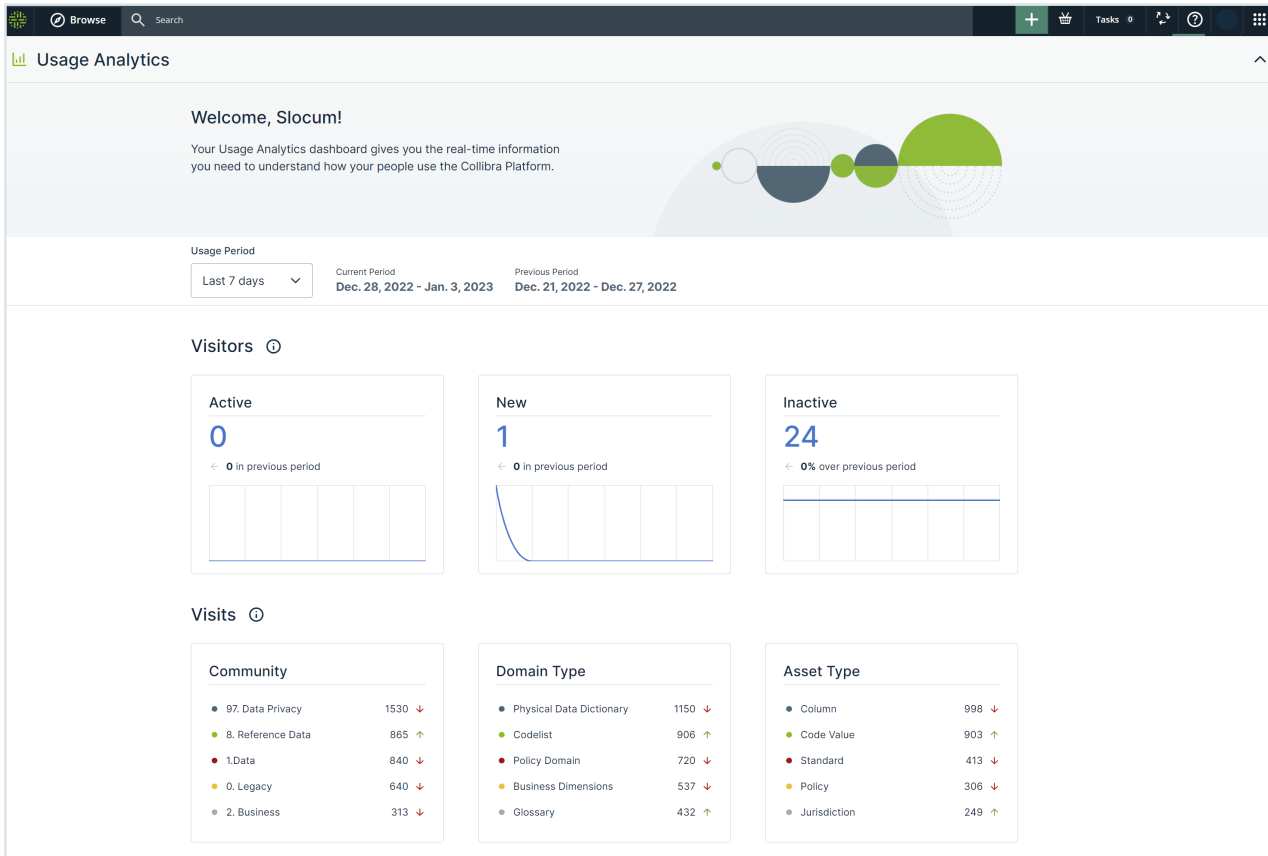 Browse
Search
Tasks 0
Usage Analytics
Welcome, Slocum!
Your Usage Analytics dashboard gives you the real-time information
you need to understand how your people use the Collibra Platform.
Usage Period
Last 7 days
Current Period
Dec. 28, 2022 - Jan. 3, 2023
Previous Period
Dec. 21, 2022 - Dec. 27, 2022
Visitors
Active
0
← 0 in previous period
New
1
← 0 in previous period
Inactive
24
← 0% over previous period
Visits
Community
97. Data Privacy 1530 ↓
8. Reference Data 865 ↑
1.Data 840 ↓
0. Legacy 640 ↓
2. Business 313 ↓
Domain Type
Physical Data Dictionary 1150 ↓
Codelist 906 ↑
Policy Domain 720 ↓
Business Dimensions 537 ↓
Glossary 432 ↑
Asset Type
Column 998 ↓
Code Value 903 ↑
Standard 413 ↓
Policy 306 ↓
Jurisdiction 249 ↑